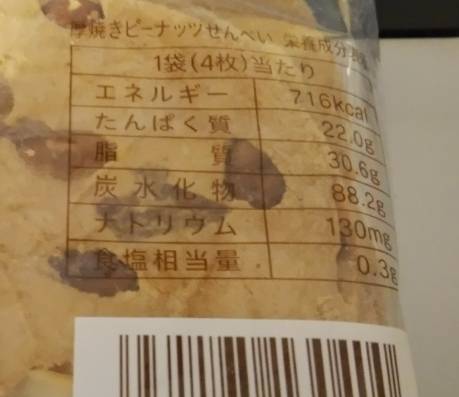 厚焼きピーナッツせんべい 栄養成分表
1袋(4枚)当たり
エネルギー 716kcal
たんぱく質 22.0g
脂質 30.6g
炭水化物 88.2g
ナトリウム 130mg
食塩相当量 0.3g